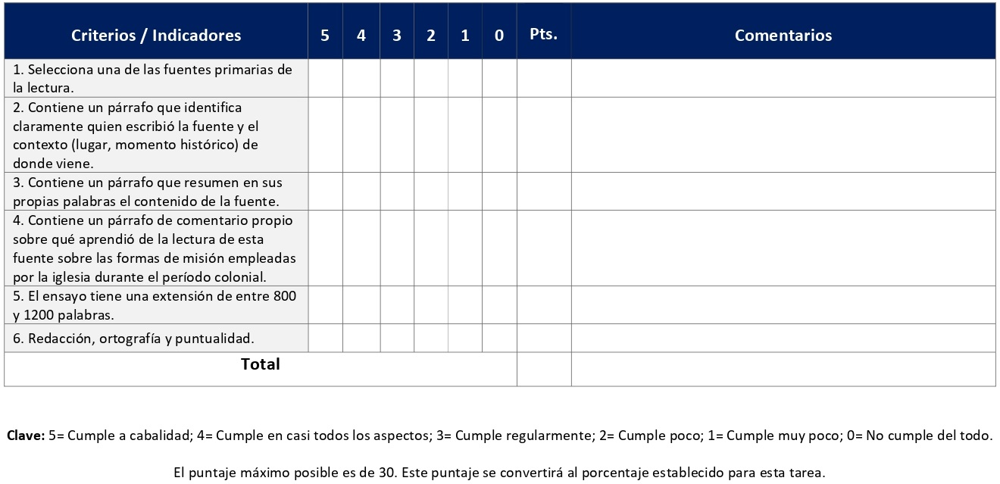 Criterios / Indicadores 5 4 3 2 1 0 Pts. Comentarios
1. Selecciona una de las fuentes primarias de
la lectura.
2. Contiene un párrafo que identifica
claramente quien escribió la fuente y el
contexto (lugar, momento histórico) de
donde viene.
3. Contiene un párrafo que resumen en sus
propias palabras el contenido de la fuente.
4. Contiene un párrafo de comentario propio
sobre qué aprendió de la lectura de esta
fuente sobre las formas de misión empleadas
por la iglesia durante el período colonial.
5. El ensayo tiene una extensión de entre 800
y 1200 palabras.
6. Redacción, ortografía y puntualidad.
Total
Clave: 5= Cumple a cabalidad; 4= Cumple en casi todos los aspectos; 3= Cumple regularmente; 2= Cumple poco; 1= Cumple muy poco; 0= No cumple del todo.
El puntaje máximo posible es de 30. Este puntaje se convertirá al porcentaje establecido para esta tarea.